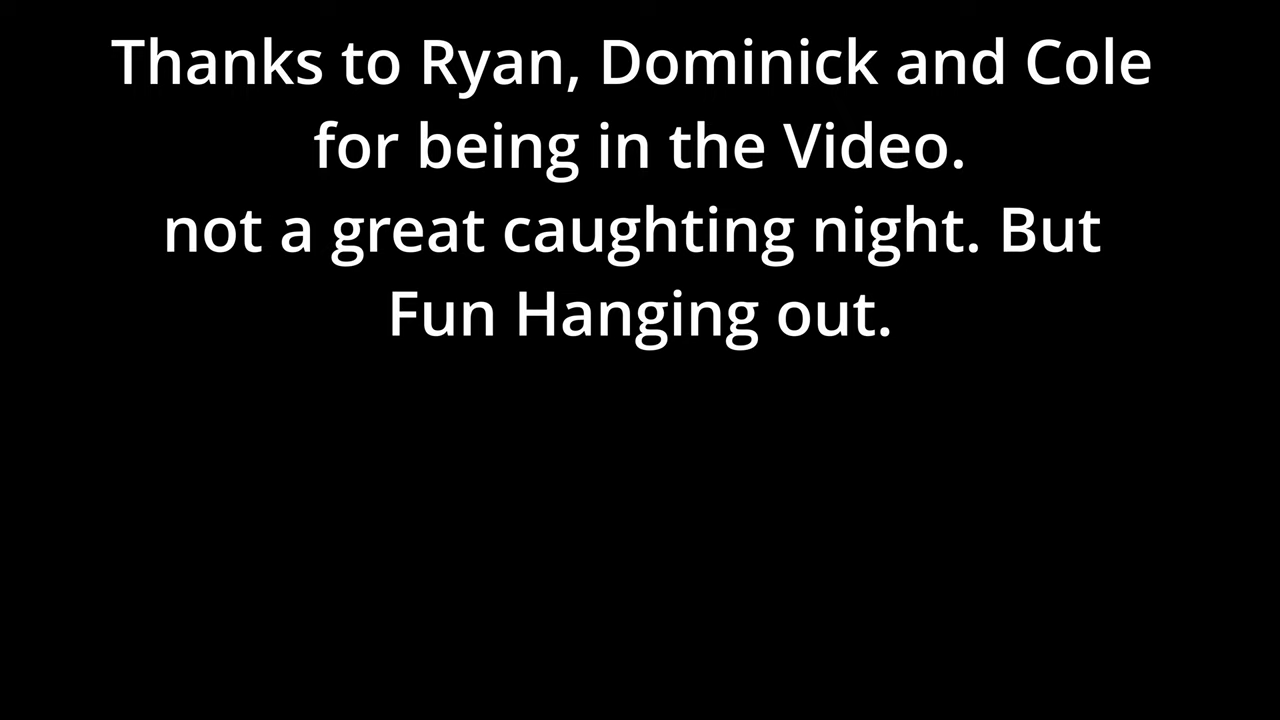 Thanks to Ryan, Dominick and Cole
for being in the Video.
not a great caughting night. But
Fun Hanging out.